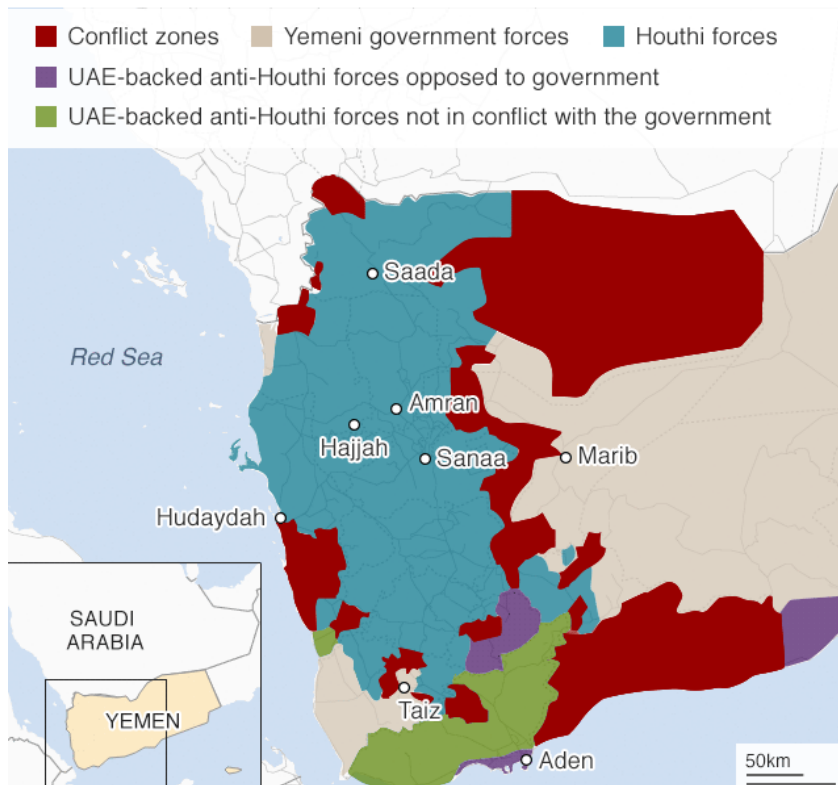 Conflict zones
Yemeni government forces
Houthi forces
UAE-backed anti-Houthi forces opposed to government
UAE-backed anti-Houthi forces not in conflict with the government
Saada
Red Sea
Amran
Hajjah
Sanaa
Marib
Hudaydah
SAUDI
ARABIA
YEMEN
Taiz
Aden
50km